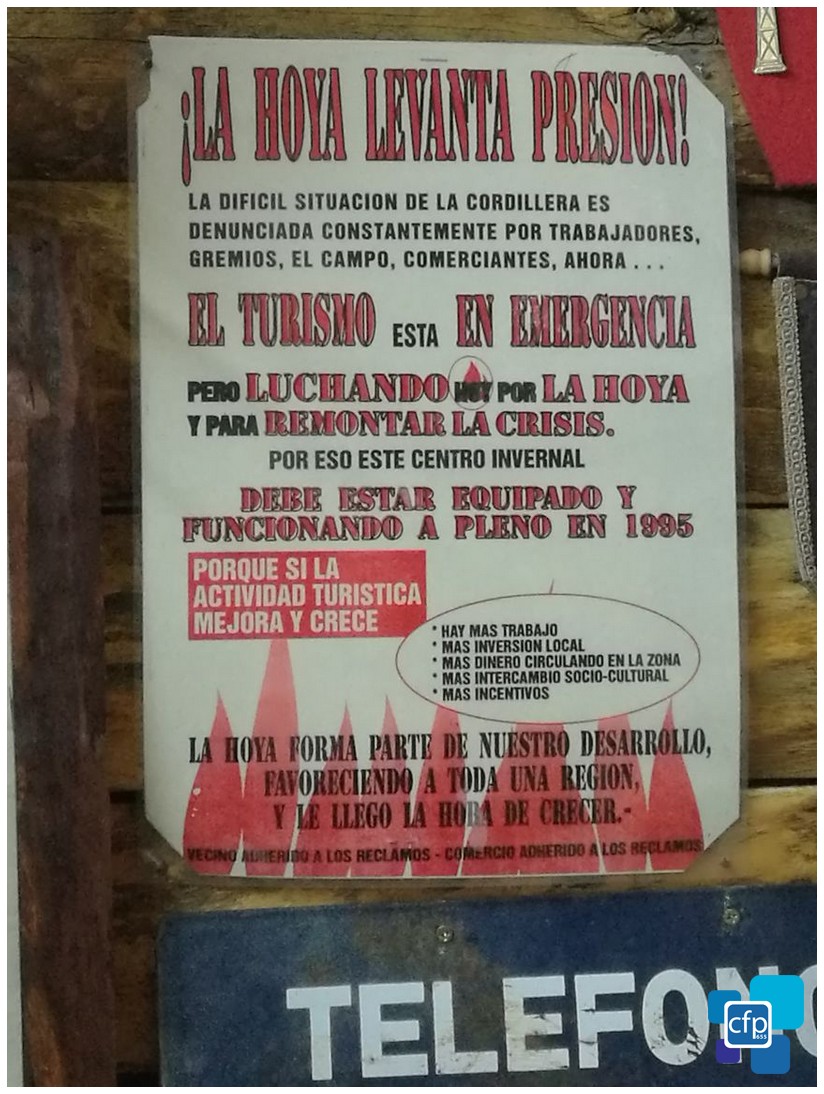 ¡LA HOYA LEVANTA PRESION!
LA DIFICIL SITUACION DE LA CORDILLERA ES
DENUNCIADA CONSTANTEMENTE POR TRABAJADORES,
GREMIOS, EL CAMPO, COMERCIANTES, AHORA . . .
EL TURISMO ESTA EN EMERGENCIA
PERO LUCHANDO HOY POR LA HOYA
Y PARA REMONTAR LA CRISIS.
POR ESO ESTE CENTRO INVERNAL
DEBE ESTAR EQUIPADO Y
FUNCIONANDO A PLENO EN 1995
PORQUE SI LA
ACTIVIDAD TURISTICA
MEJORA Y CRECE
* HAY MAS TRABAJO
* MAS INVERSION LOCAL
* MAS DINERO CIRCULANDO EN LA ZONA
* MAS INTERCAMBIO SOCIO-CULTURAL
* MAS INCENTIVOS
LA HOYA FORMA PARTE DE NUESTRO DESARROLLO,
FAVORECIENDO A TODA UNA REGION,
Y LE LLEGO LA HORA DE CRECER.-
VECINO ADHERIDO A LOS RECLAMOS - COMERCIO ADHERIDO A LOS RECLAMOS
TELEFONO
cfp
655